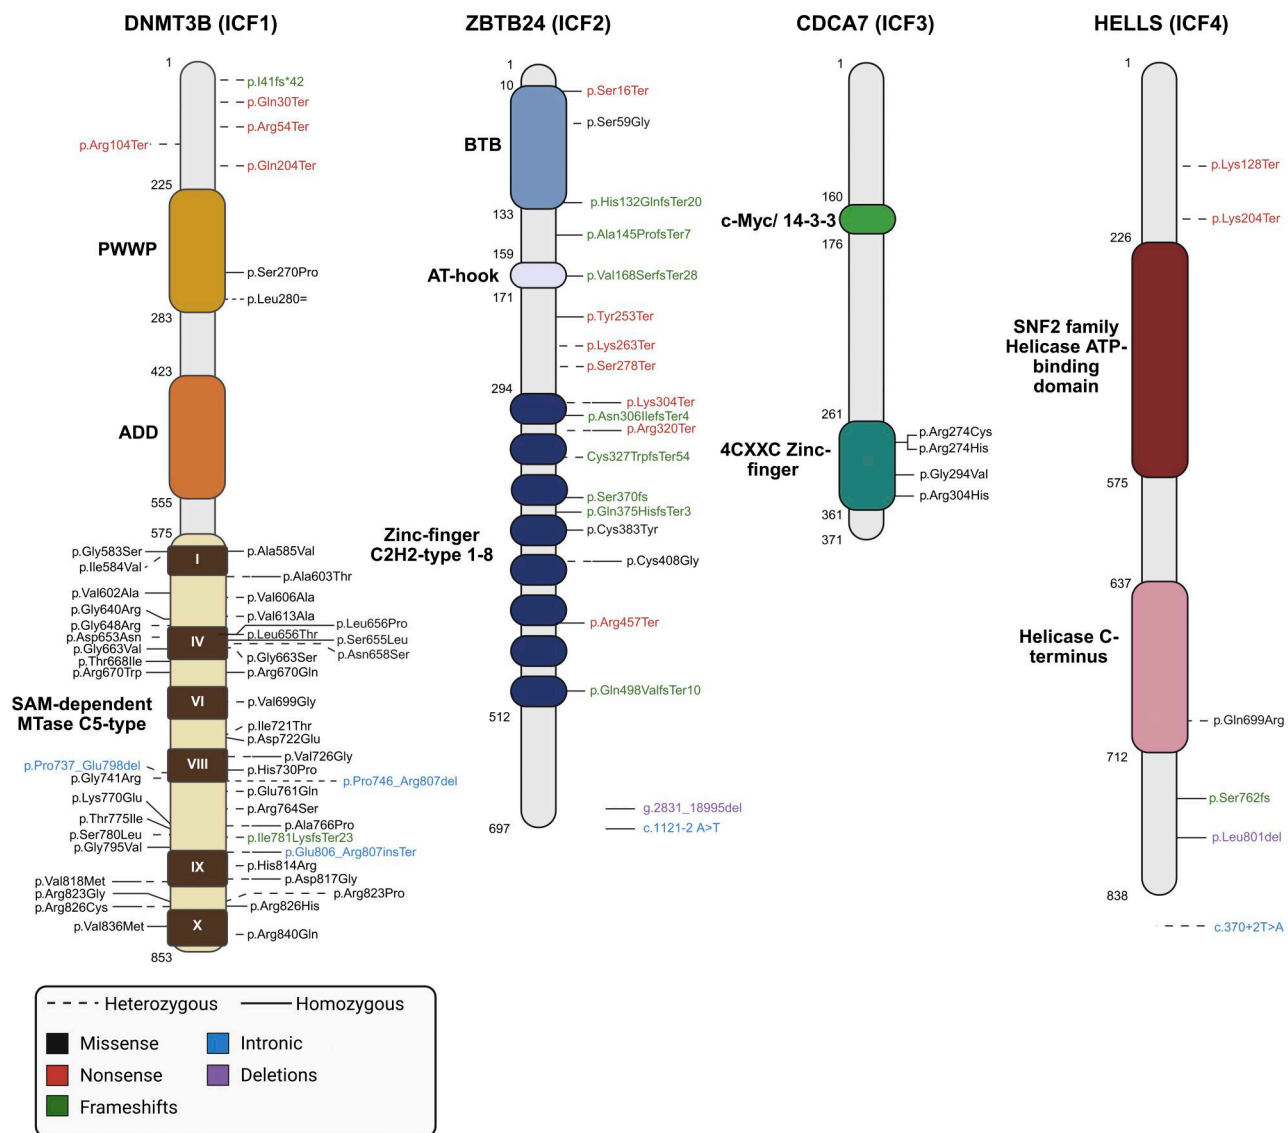 DNMT3B (ICF1)
1
p.I41fs*42
p.Gln30Ter
p.Arg54Ter
p.Arg104Ter
p.Gln204Ter
225
PWWP
p.Ser270Pro
p.Leu280=
283
423
ADD
555
575
p.Gly583Ser
p.Ala585Val
I
p.Ile584Val
p.Ala603Thr
p.Val602Ala
p.Val606Ala
p.Gly640Arg
p.Val613Ala
p.Gly648Arg
p.Leu656Pro
p.Asp653Asn
IV
p.Leu656Thr
p.Ser655Leu
p.Gly663Val
p.Asn658Ser
p.Thr668Ile
p.Gly663Ser
p.Arg670Trp
p.Arg670Gln
SAM-dependent
MTase C5-type
VI
p.Val699Gly
p.Ile721Thr
p.Asp722Glu
p.Val726Gly
VIII
p.Pro737_Glu798del
p.His730Pro
p.Gly741Arg
p.Pro746_Arg807del
p.Glu761Gln
p.Lys770Glu
p.Arg764Ser
p.Thr775Ile
p.Ala766Pro
p.Ser780Leu
p.Ile781LysfsTer23
p.Gly795Val
p.Glu806_Arg807insTer
IX
p.His814Arg
p.Val818Met
p.Asp817Gly
p.Arg823Gly
p.Arg823Pro
p.Arg826Cys
p.Arg826His
p.Val836Met
X
p.Arg840Gln
853
ZBTB24 (ICF2)
1
10
p.Ser16Ter
p.Ser59Gly
BTB
p.His132GlnfsTer20
133
p.Ala145ProfsTer7
159
AT-hook
p.Val168SerfsTer28
171
p.Tyr253Ter
p.Lys263Ter
p.Ser278Ter
294
p.Lys304Ter
p.Asn306IlefsTer4
p.Arg320Ter
Cys327TrpfsTer54
p.Ser370fs
p.Gln375HisfsTer3
p.Cys383Tyr
Zinc-finger
C2H2-type 1-8
p.Cys408Gly
p.Arg457Ter
p.Gln498ValfsTer10
512
g.2831_18995del
697
c.1121-2 A>T
CDCA7 (ICF3)
1
160
c-Myc/ 14-3-3
176
261
p.Arg274Cys
p.Arg274His
4CXXC Zinc-
finger
p.Gly294Val
p.Arg304His
361
371
HELLS (ICF4)
1
p.Lys128Ter
p.Lys204Ter
226
SNF2 family
Helicase ATP-
binding
domain
575
637
Helicase C-
terminus
p.Gln699Arg
712
p.Ser762fs
p.Leu801del
838
c.370+2T>A
Heterozygous
Homozygous
Missense
Intronic
Nonsense
Deletions
Frameshifts